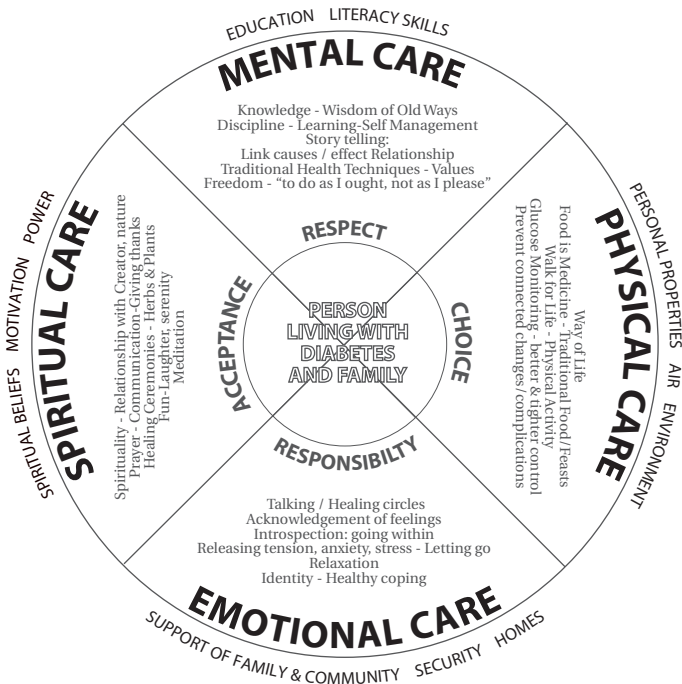 EDUCATION LITERACY SKILLS
MENTAL CARE
Knowledge - Wisdom of Old Ways
Discipline - Learning-Self Management
Story telling:
Link causes / effect Relationship
Traditional Health Techniques - Values
Freedom - “to do as I ought, not as I please”
RESPECT
SPIRITUAL BELIEFS MOTIVATION POWER
SPIRITUAL CARE
Spirituality - Relationship with Creator, nature
Prayer - Communication-Giving thanks
Healing Ceremonies - Herbs & Plants
Fun-Laughter, serenity
Meditation
ACCEPTANCE
PERSON
LIVING WITH
DIABETES
AND FAMILY
CHOICE
Way of Life
Food is Medicine - Traditional Food/Feasts
Walk for Life - Physical Activity
Glucose Monitoring - better & tighter control
Prevent connected changes/complications
PHYSICAL CARE
PERSONAL PROPERTIES AIR ENVIRONMENT
RESPONSIBILTY
Talking / Healing circles
Acknowledgement of feelings
Introspection: going within
Releasing tension, anxiety, stress - Letting go
Relaxation
Identity - Healthy coping
EMOTIONAL CARE
SUPPORT OF FAMILY & COMMUNITY SECURITY HOMES